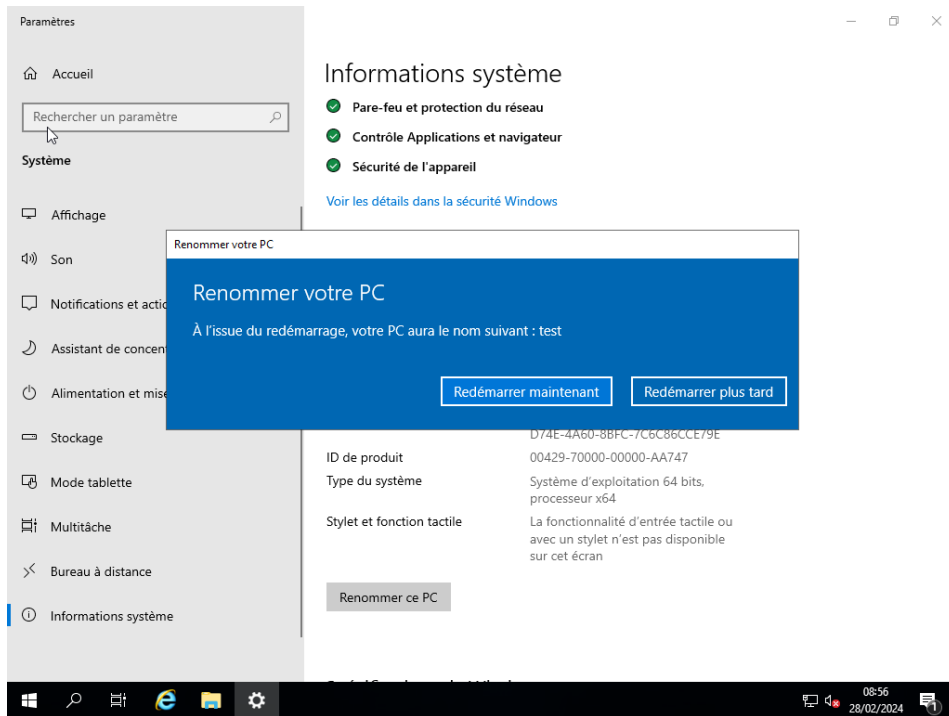 Paramètres
Accueil
Rechercher un paramètre
Système
Affichage
Son
Notifications et actio
Assistant de concen
Alimentation et mise
Stockage
Mode tablette
Multitâche
Bureau à distance
Informations système
Informations système
Pare-feu et protection du réseau
Contrôle Applications et navigateur
Sécurité de l'appareil
Voir les détails dans la sécurité Windows
Renommer votre PC
Renommer votre PC
À l'issue du redémarrage, votre PC aura le nom suivant : test
Redémarrer maintenant
Redémarrer plus tard
D74E-4A60-8BFC-7C6C86CCE79E
ID de produit
00429-70000-00000-AA747
Type du système
Système d'exploitation 64 bits,
processeur x64
Stylet et fonction tactile
La fonctionnalité d'entrée tactile ou
avec un stylet n'est pas disponible
sur cet écran
Renommer ce PC
08:56
28/02/2024
1